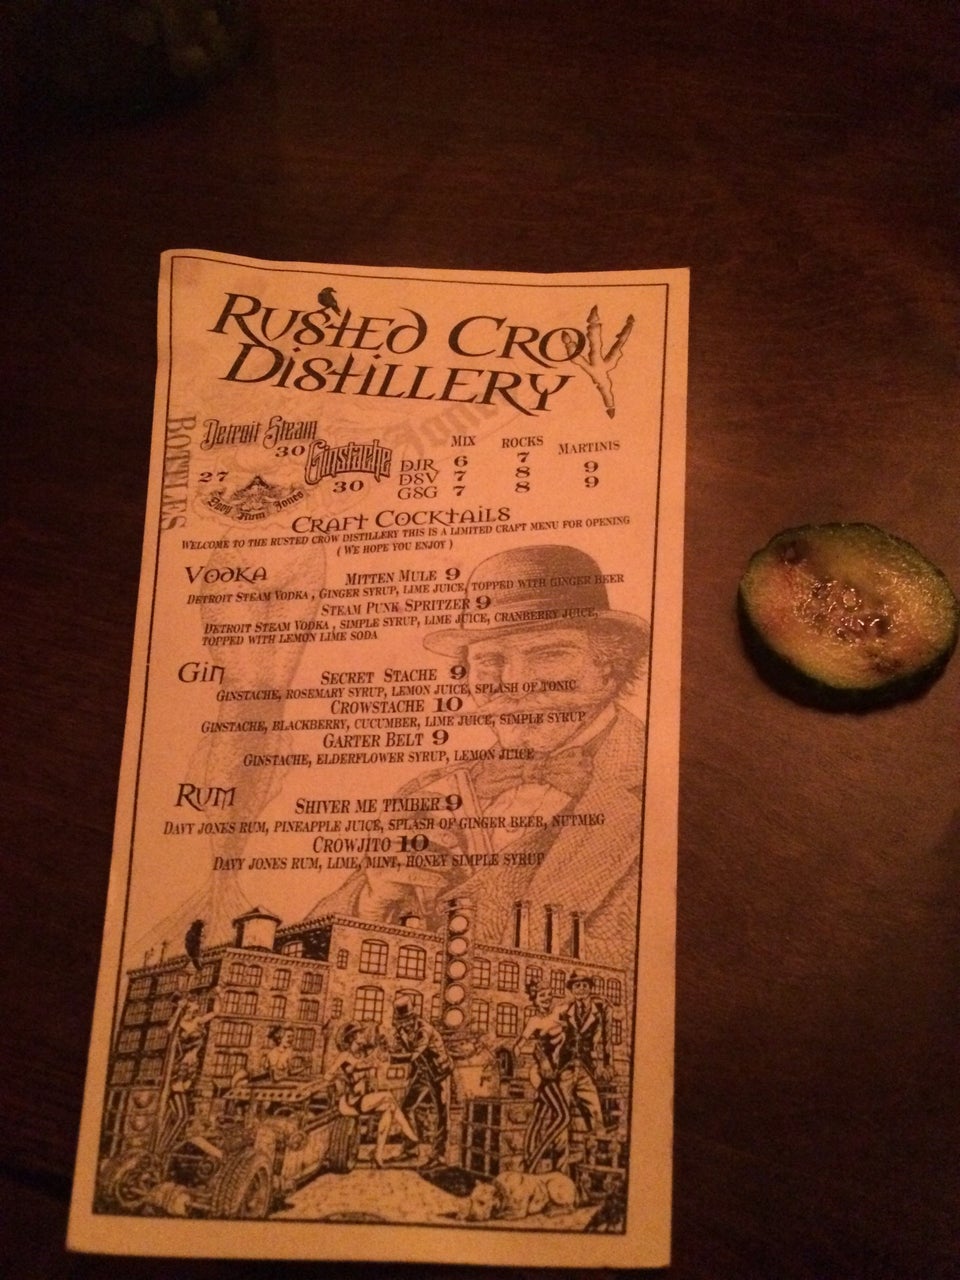 Rusted Crow
Distillery
Bottles
Detroit Steam
30
Ginstache
30
27
Davy Jones
Rum
MIX ROCKS MARTINIS
DJR 6 7
DSV 7 8 9
GSG 7 8 9
Craft Cocktails
WELCOME TO THE RUSTED CROW DISTILLERY THIS IS A LIMITED CRAFT MENU FOR OPENING
( WE HOPE YOU ENJOY )
Vodka
MITTEN MULE 9
DETROIT STEAM VODKA , GINGER SYRUP, LIME JUICE, TOPPED WITH GINGER BEER
STEAM PUNK SPRITZER 9
DETROIT STEAM VODKA , SIMPLE SYRUP, LIME JUICE, CRANBERRY JUICE,
TOPPED WITH LEMON LIME SODA
Gin
SECRET STACHE 9
GINSTACHE, ROSEMARY SYRUP, LEMON JUICE, SPLASH OF TONIC
CROWSTACHE 10
GINSTACHE, BLACKBERRY, CUCUMBER, LIME JUICE, SIMPLE SYRUP
GARTER BELT 9
GINSTACHE, ELDERFLOWER SYRUP, LEMON JUICE
Rum
SHIVER ME TIMBER 9
DAVY JONES RUM, PINEAPPLE JUICE, SPLASH OF GINGER BEER, NUTMEG
CROWJITO 10
DAVY JONES RUM, LIME, MINT, HONEY SIMPLE SYRUP